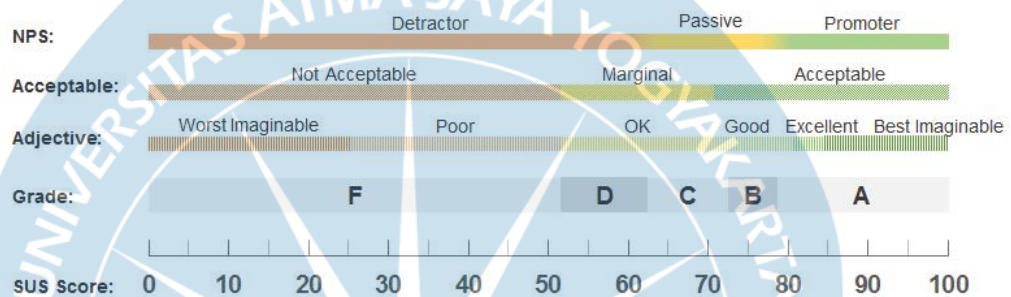 UNIVERSITAS ATMA JAYA YOGYAKARTA
NPS: Detractor Passive Promoter
Acceptable: Not Acceptable Marginal Acceptable
Adjective: Worst Imaginable Poor OK Good Excellent Best Imaginable
Grade: F D C B A
SUS Score: 0 10 20 30 40 50 60 70 80 90 100